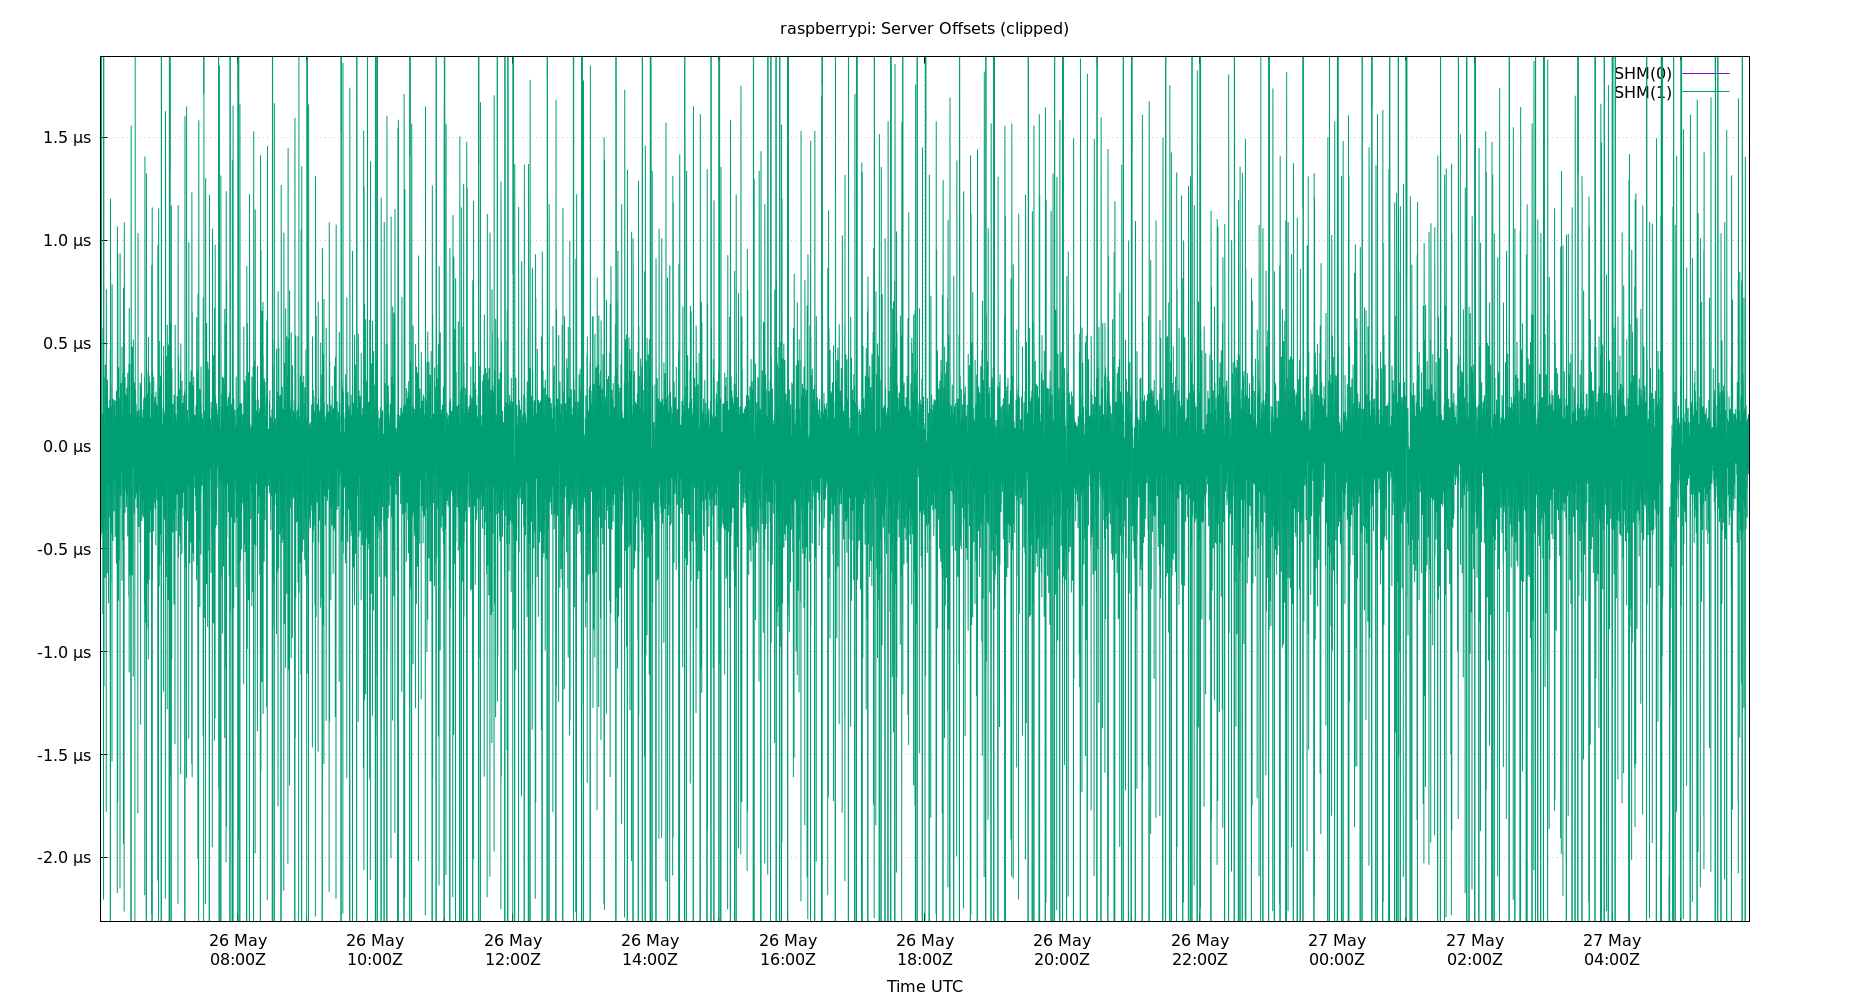 raspberrypi: Server Offsets (clipped)
SHM(0)
SHM(1)
1.5 µs
1.0 µs
0.5 µs
0.0 µs
-0.5 µs
-1.0 µs
-1.5 µs
-2.0 µs
26 May 26 May 26 May 26 May 26 May 26 May 26 May 26 May 27 May 27 May 27 May
08:00Z 10:00Z 12:00Z 14:00Z 16:00Z 18:00Z 20:00Z 22:00Z 00:00Z 02:00Z 04:00Z
Time UTC